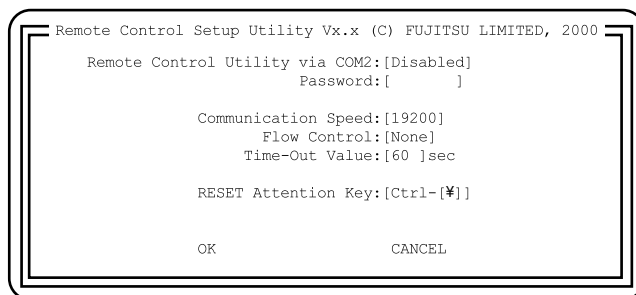 Remote Control Setup Utility Vx.x (C) FUJITSU LIMITED, 2000
Remote Control Utility via COM2:[Disabled]
Password:[        ]
Communication Speed:[19200]
Flow Control:[None]
Time-Out Value:[60 ]sec
RESET Attention Key:[Ctrl-[¥]]
OK CANCEL